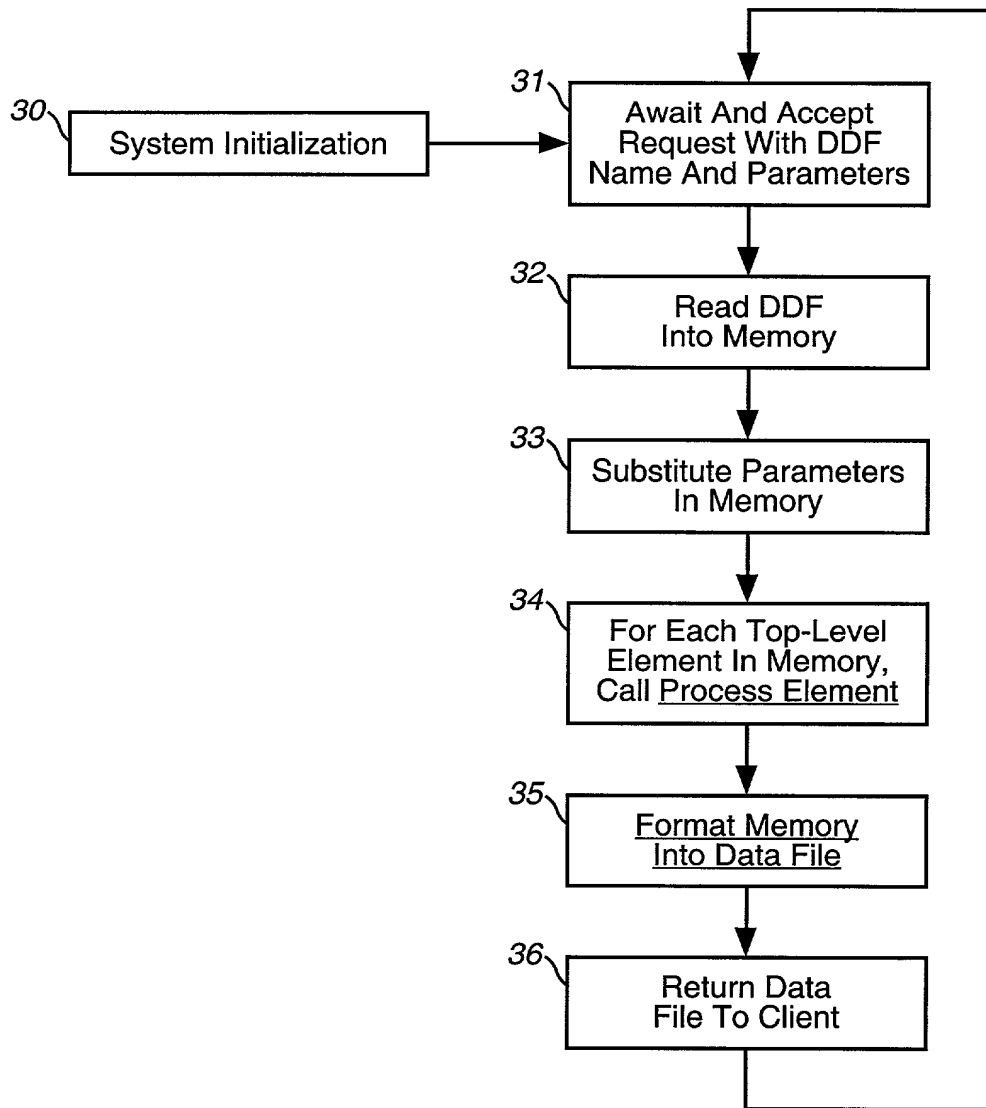 30
System Initialization
31
Await And Accept
Request With DDF
Name And Parameters
32
Read DDF
Into Memory
33
Substitute Parameters
In Memory
34
For Each Top-Level
Element In Memory,
Call Process Element
35
Format Memory
Into Data File
36
Return Data
File To Client